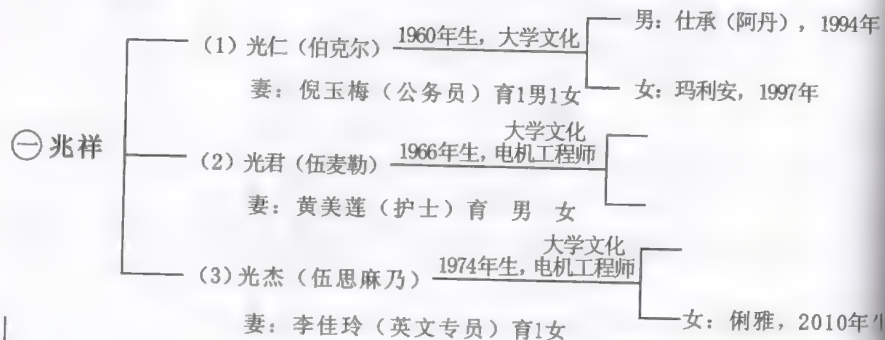 男：仕承（阿丹），1994年
（1）光仁（伯克尔） 1960年生，大学文化
妻：倪玉梅（公务员）育1男1女 女：玛利安，1997年
㊀兆祥
大学文化
（2）光君（伍麦勒） 1966年生，电机工程师
妻：黄美莲（护士）育 男 女
大学文化
（3）光杰（伍思麻乃） 1974年生，电机工程师
妻：李佳玲（英文专员）育1女 女：俐雅，2010年